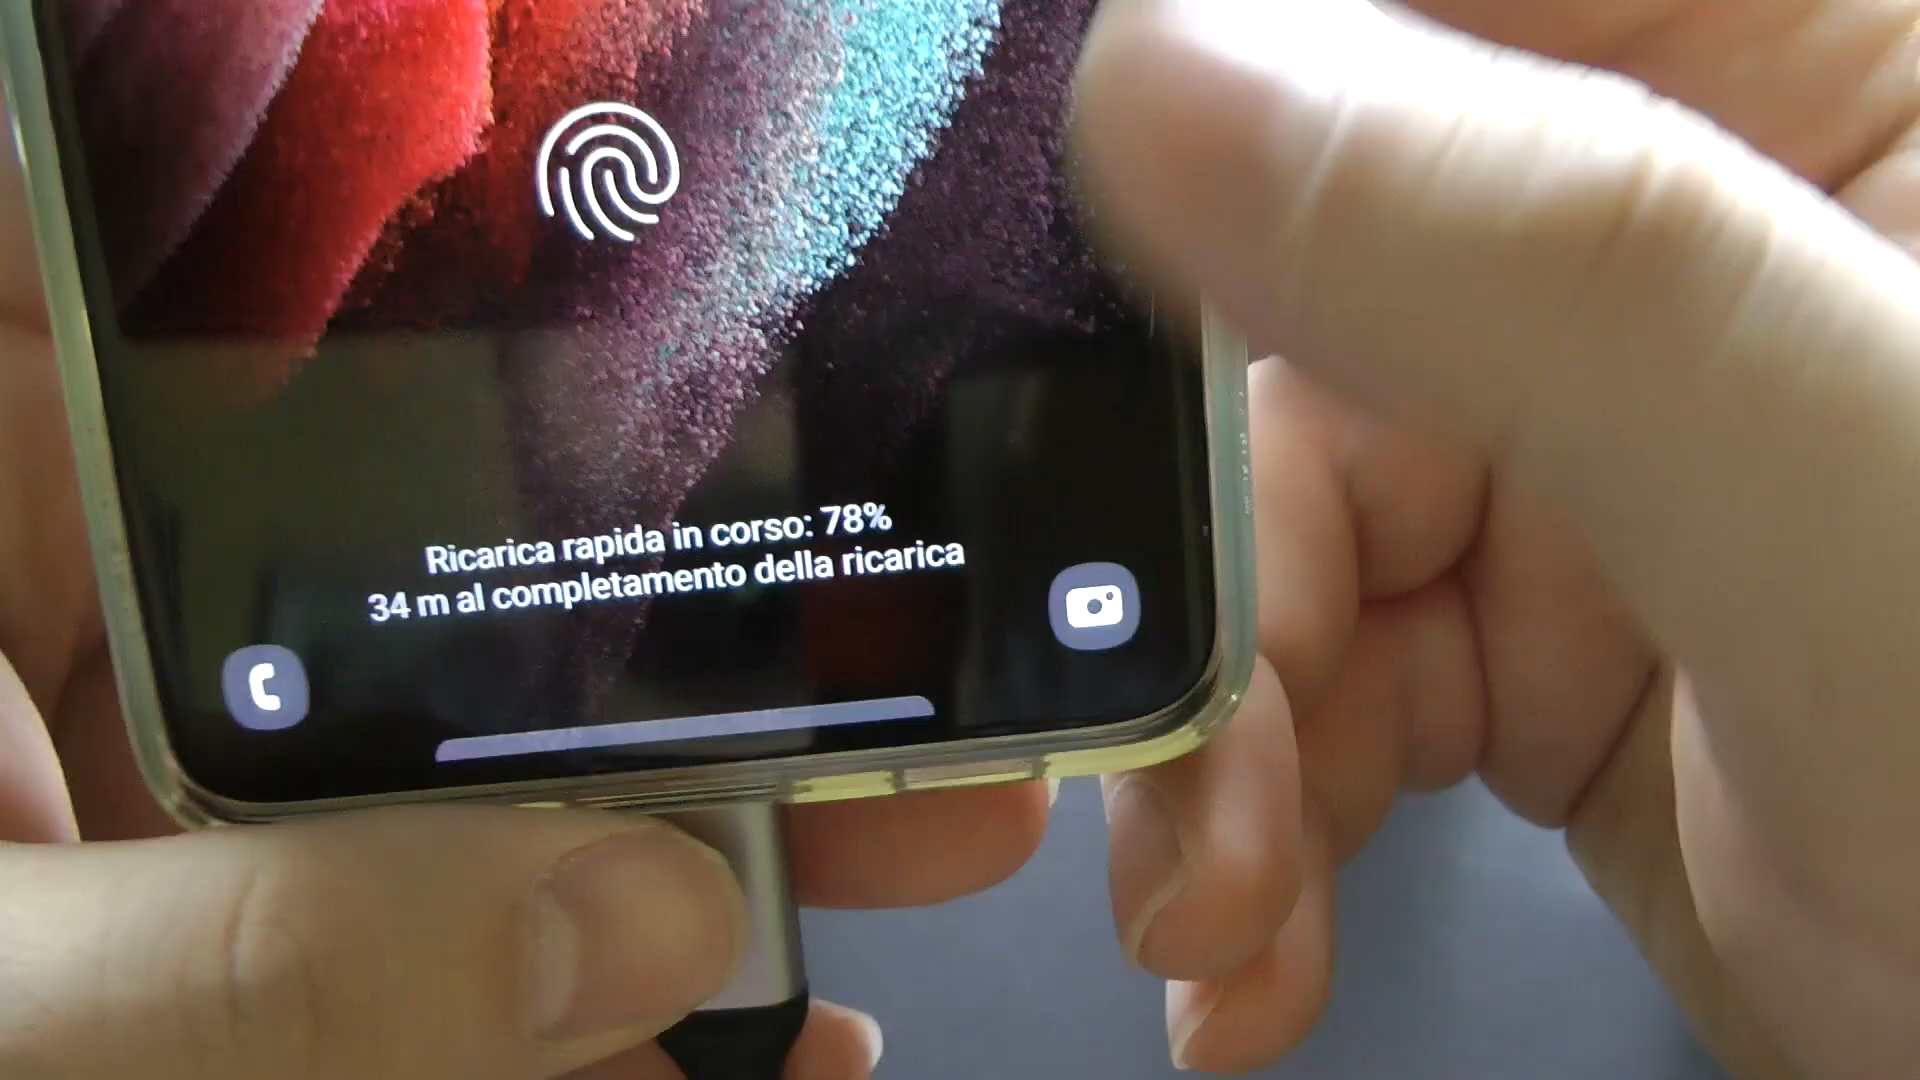 Ricarica rapida in corso: 78%
34 m al completamento della ricarica